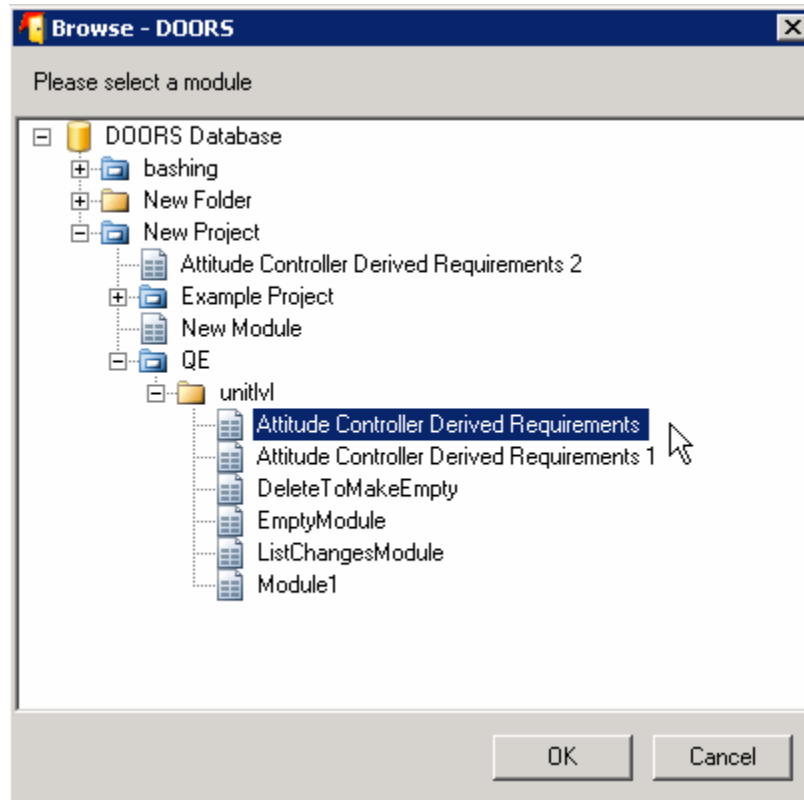 Browse - DOORS
Please select a module
DOORS Database
bashing
New Folder
New Project
Attitude Controller Derived Requirements 2
Example Project
New Module
QE
unitlvl
Attitude Controller Derived Requirements
Attitude Controller Derived Requirements 1
DeleteToMakeEmpty
EmptyModule
ListChangesModule
Module1
OK Cancel